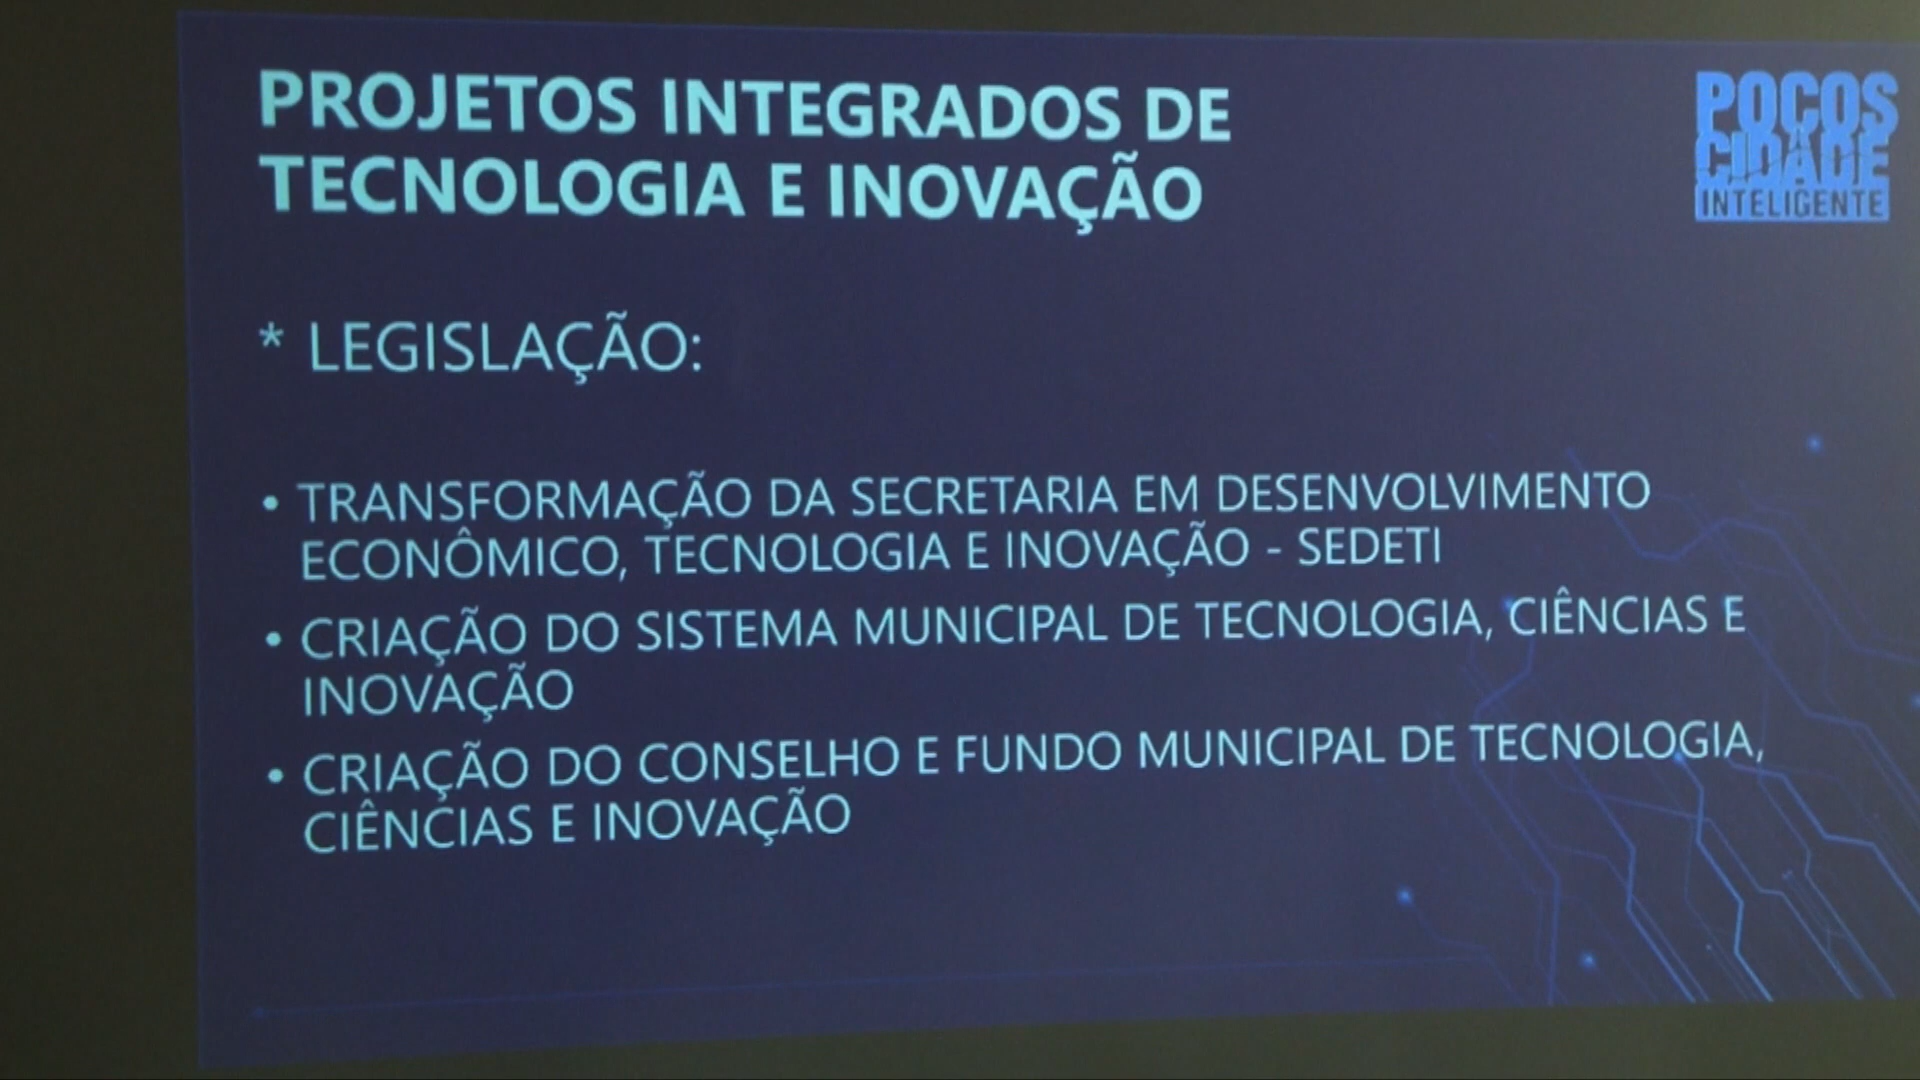 PROJETOS INTEGRADOS DE
TECNOLOGIA E INOVAÇÃO
POÇOS
CIDADE
INTELIGENTE
* LEGISLAÇÃO:
• TRANSFORMAÇÃO DA SECRETARIA EM DESENVOLVIMENTO
ECONÔMICO, TECNOLOGIA E INOVAÇÃO - SEDETI
• CRIAÇÃO DO SISTEMA MUNICIPAL DE TECNOLOGIA, CIÊNCIAS E
INOVAÇÃO
• CRIAÇÃO DO CONSELHO E FUNDO MUNICIPAL DE TECNOLOGIA,
CIÊNCIAS E INOVAÇÃO